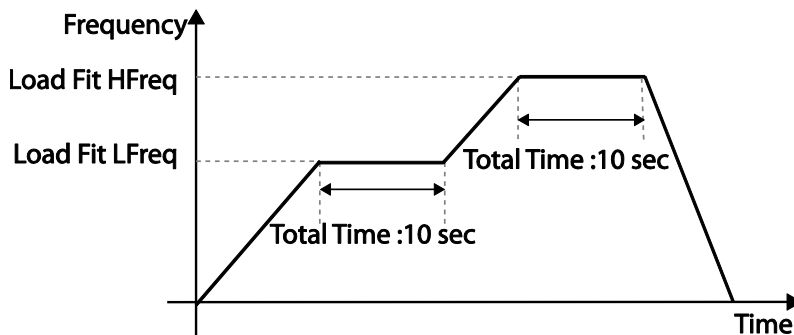 Frequency
Load Fit HFreq
Load Fit LFreq
Total Time :10 sec
Total Time :10 sec
Time